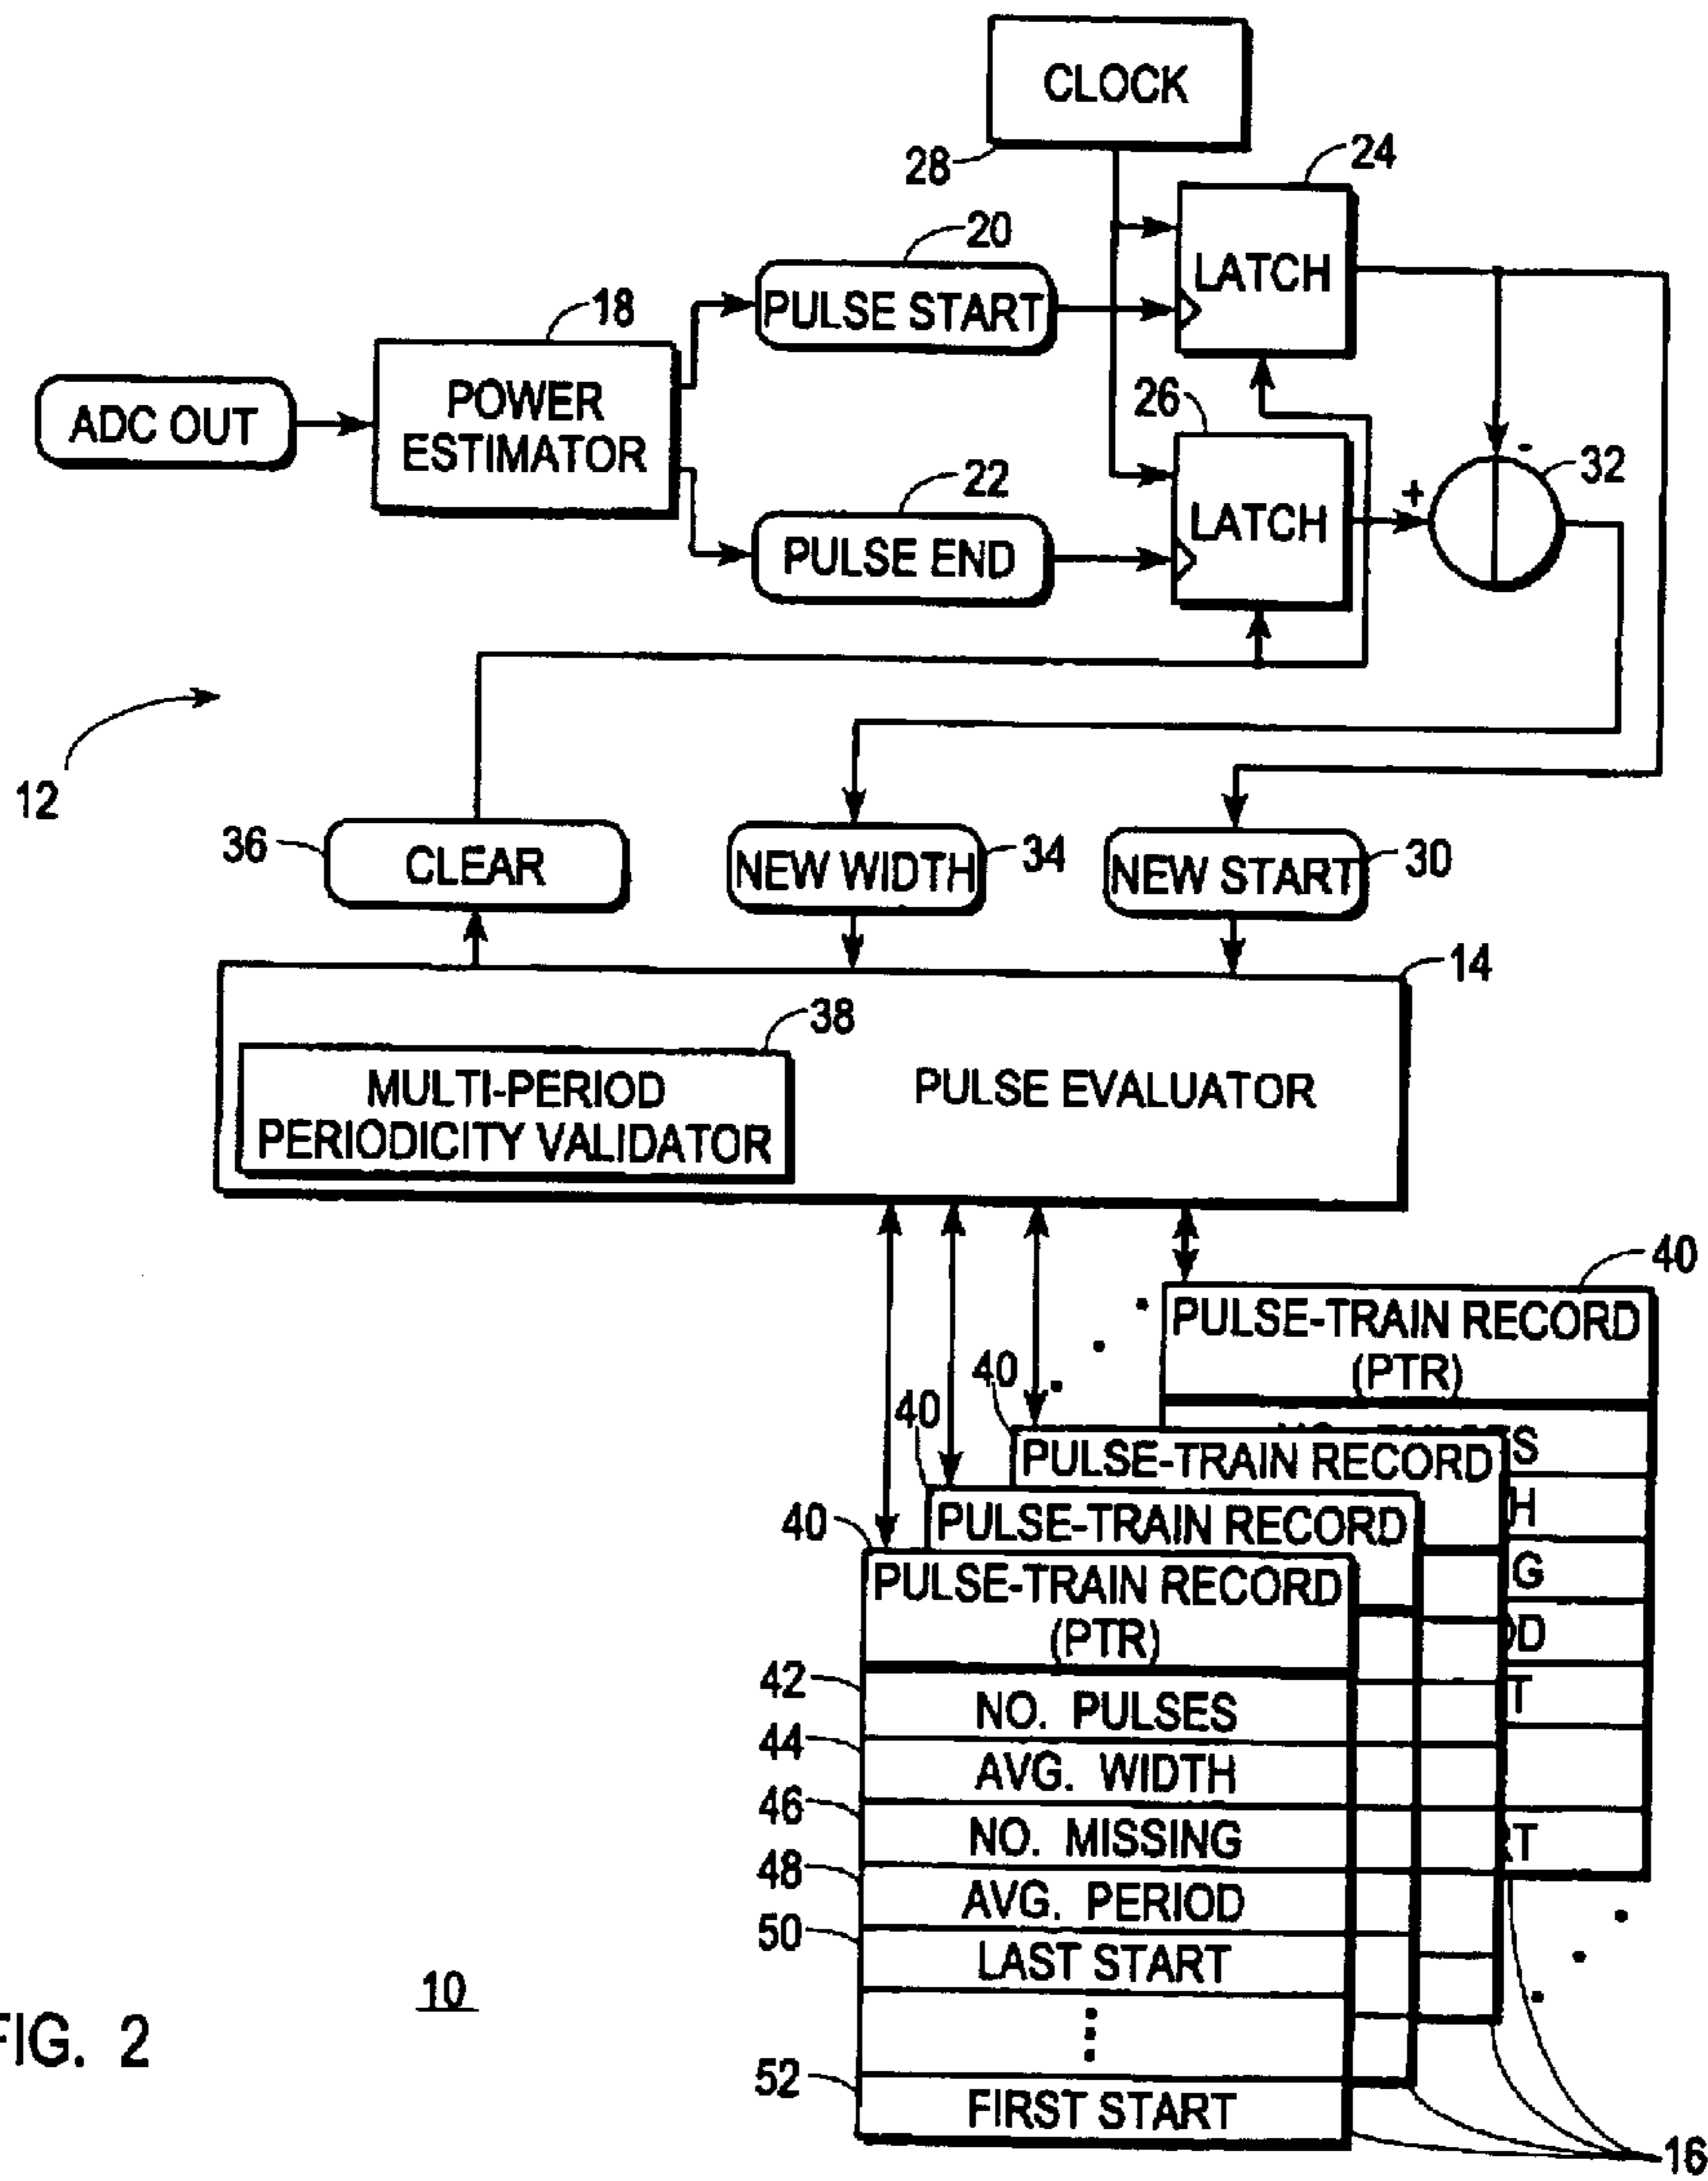 CLOCK
28
24
LATCH
20
PULSE START
18
POWER
ESTIMATOR
ADC OUT
26
LATCH
22
PULSE END
-
+
32
12
36
CLEAR
NEW WIDTH
34
NEW START
30
14
38
MULTI-PERIOD
PERIODICITY VALIDATOR
PULSE EVALUATOR
40
PULSE-TRAIN RECORD
(PTR)
S
H
G
D
T
T
40
PULSE-TRAIN RECORD
40
PULSE-TRAIN RECORD
40
PULSE-TRAIN RECORD
(PTR)
42
NO. PULSES
44
AVG. WIDTH
46
NO. MISSING
48
AVG. PERIOD
50
LAST START
52
FIRST START
16
10
FIG. 2